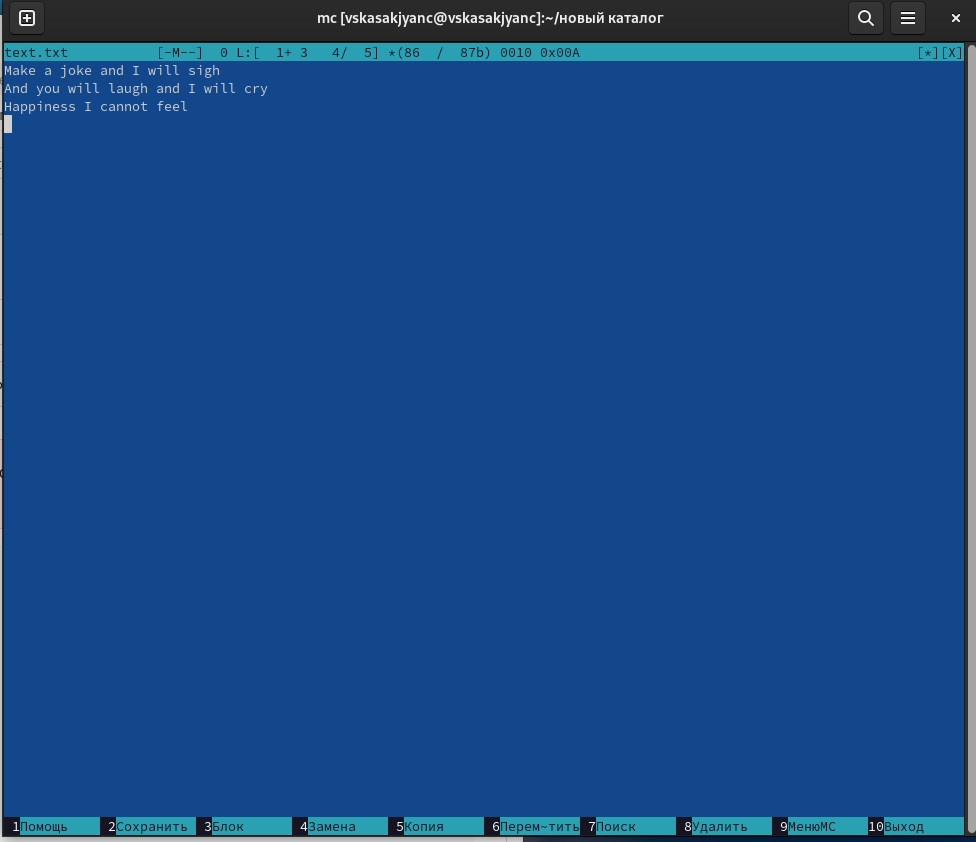 mc [vskasakjyanc@vskasakjyanc]:~/новый каталог
text.txt [-M--] 0 L:[ 1+ 3 4/ 5] *(86 / 87b) 0010 0x00A [*][X]
Make a joke and I will sigh
And you will laugh and I will cry
Happiness I cannot feel
1Помощь 2Сохранить 3Блок 4Замена 5Копия 6Перем~тить 7Поиск 8Удалить 9МенюMC 10Выход